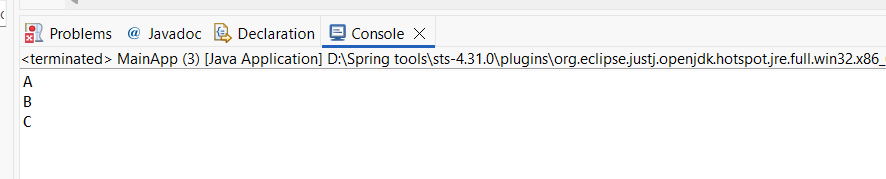 Problems @ Javadoc Declaration Console
<terminated> MainApp (3) [Java Application] D:\Spring tools\sts-4.31.0\plugins\org.eclipse.justj.openjdk.hotspot.jre.full.win32.x86_
A
B
C